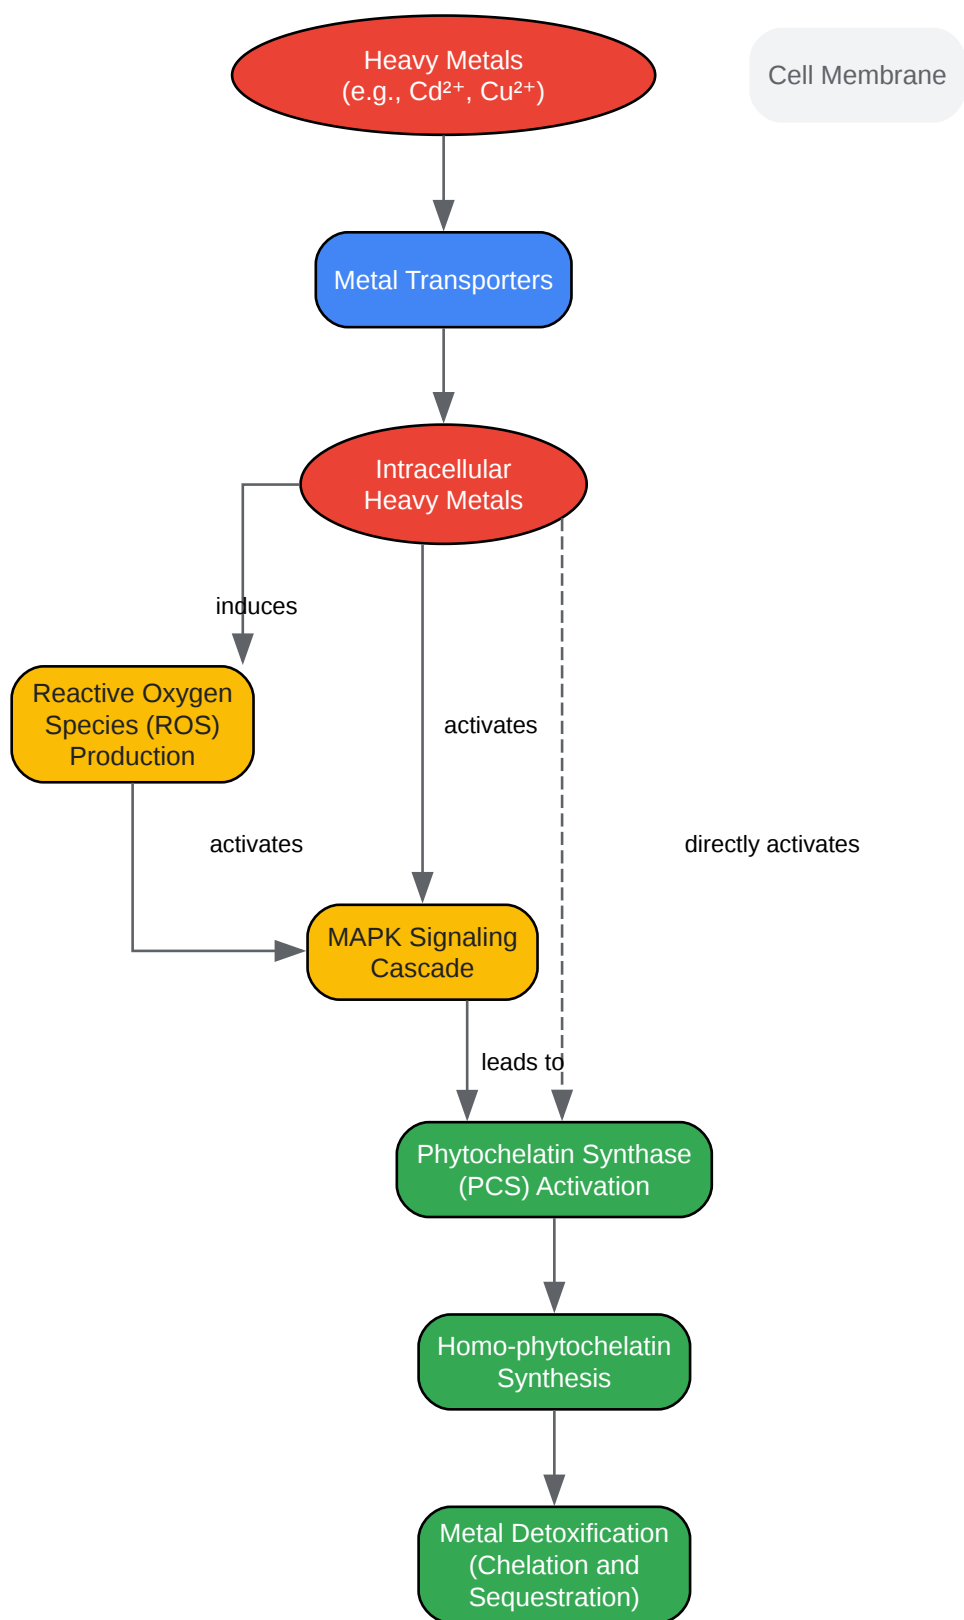 Heavy Metals
(e.g., Cd²⁺, Cu²⁺)
Cell Membrane
Metal Transporters
Intracellular
Heavy Metals
induces
Reactive Oxygen
Species (ROS)
Production
activates
activates
directly activates
MAPK Signaling
Cascade
leads to
Phytochelatin Synthase
(PCS) Activation
Homo-phytochelatin
Synthesis
Metal Detoxification
(Chelation and
Sequestration)